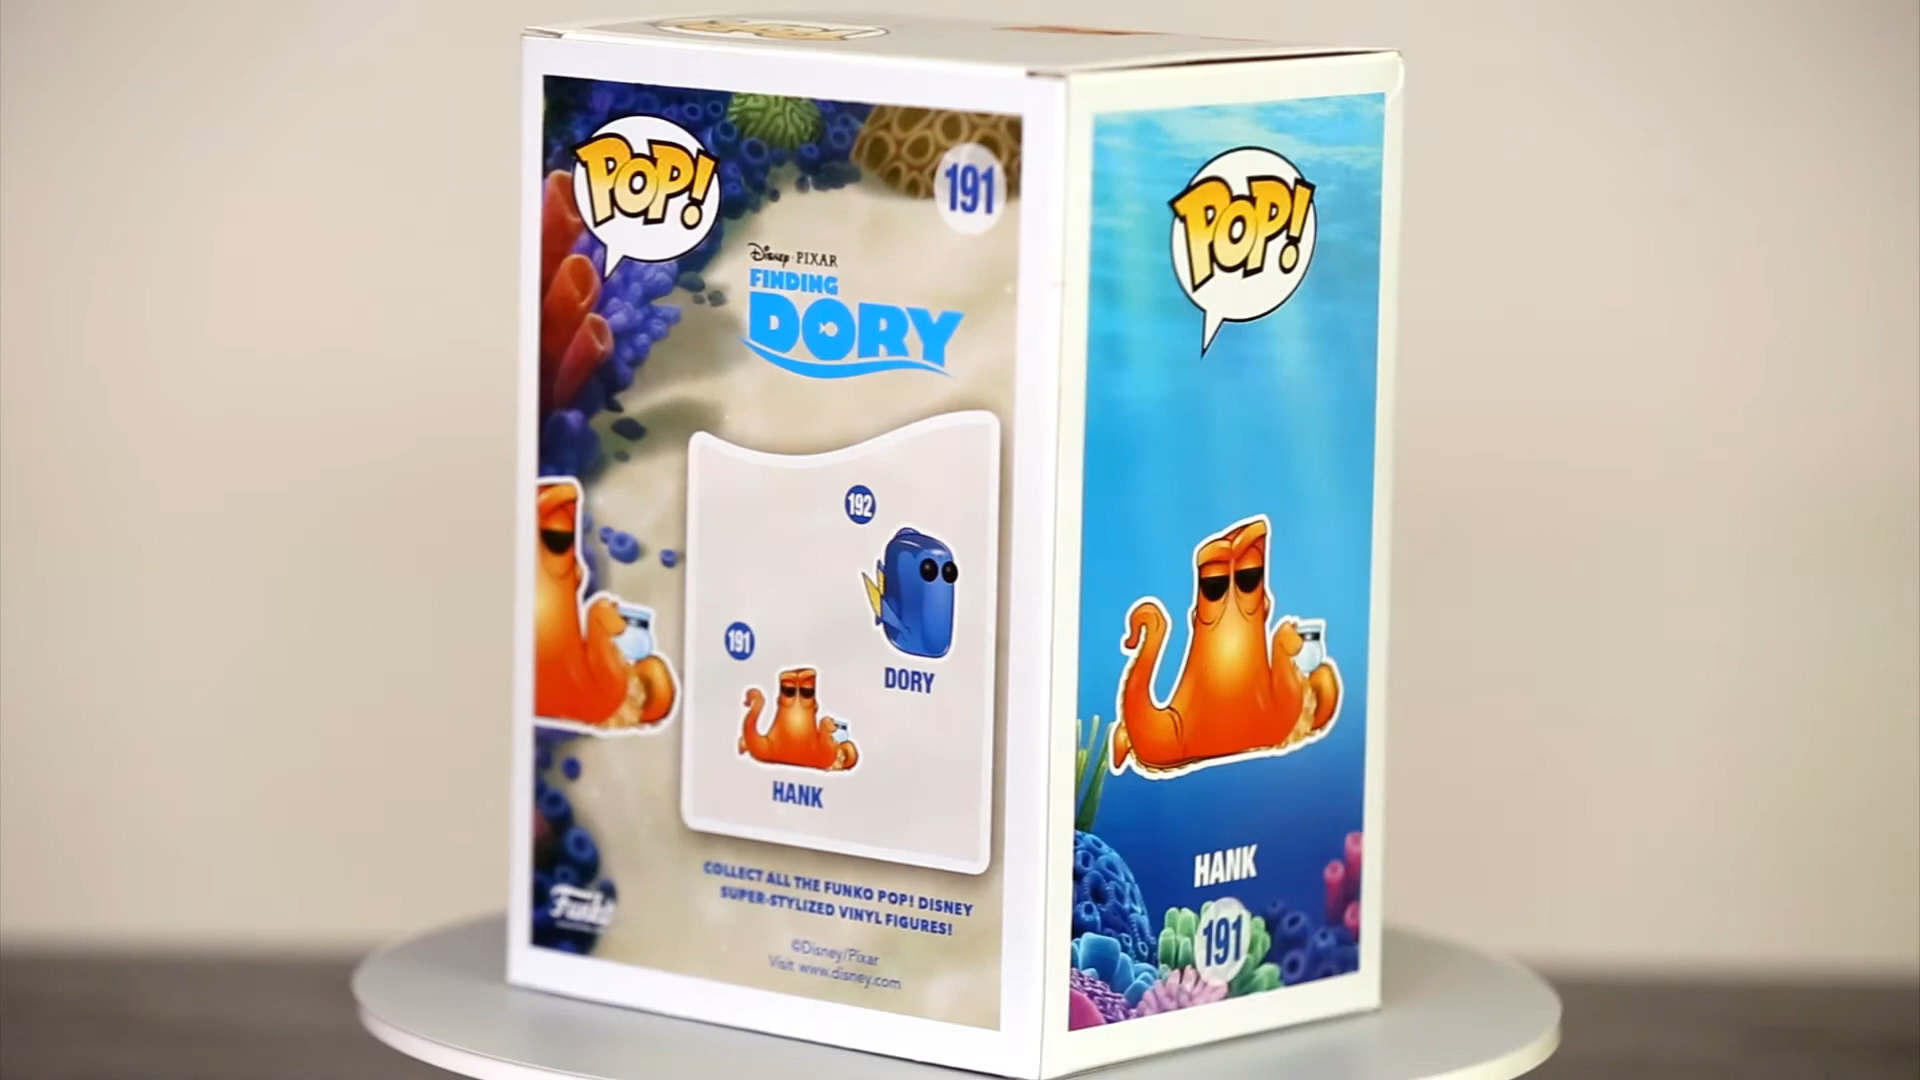 POP!
191
Disney · PIXAR
FINDING
DORY
192
DORY
191
HANK
COLLECT ALL THE FUNKO POP! DISNEY
SUPER-STYLIZED VINYL FIGURES!
©Disney/Pixar
Visit www.disney.com
Funko
POP!
HANK
191